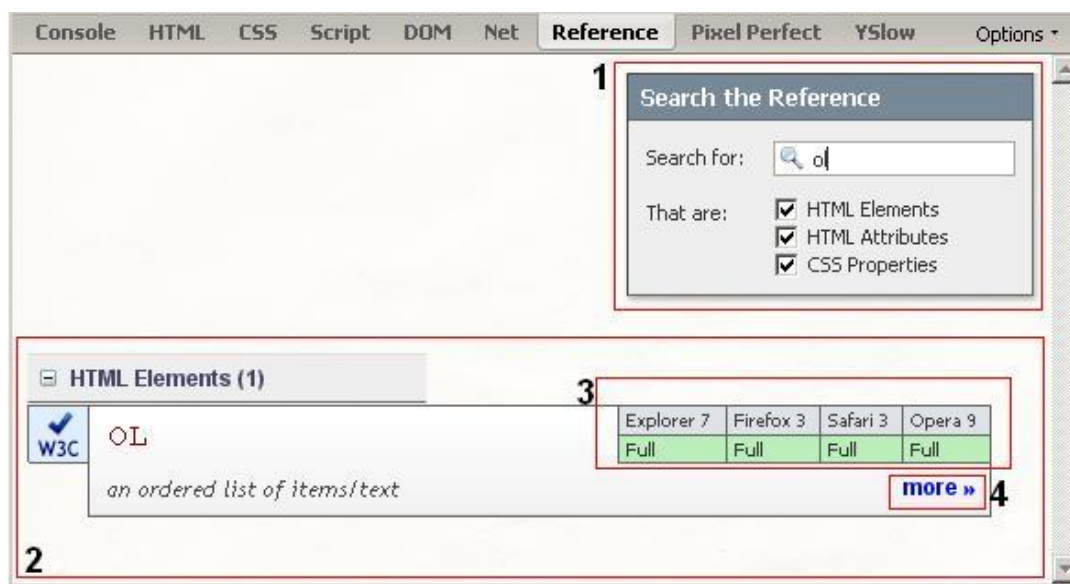 Console HTML CSS Script DOM Net Reference Pixel Perfect YSlow Options
1
Search the Reference
Search for: ol
That are: HTML Elements
HTML Attributes
CSS Properties
HTML Elements (1)
3
W3C
OL
Explorer 7 Firefox 3 Safari 3 Opera 9
Full Full Full Full
an ordered list of items/text
more »
4
2